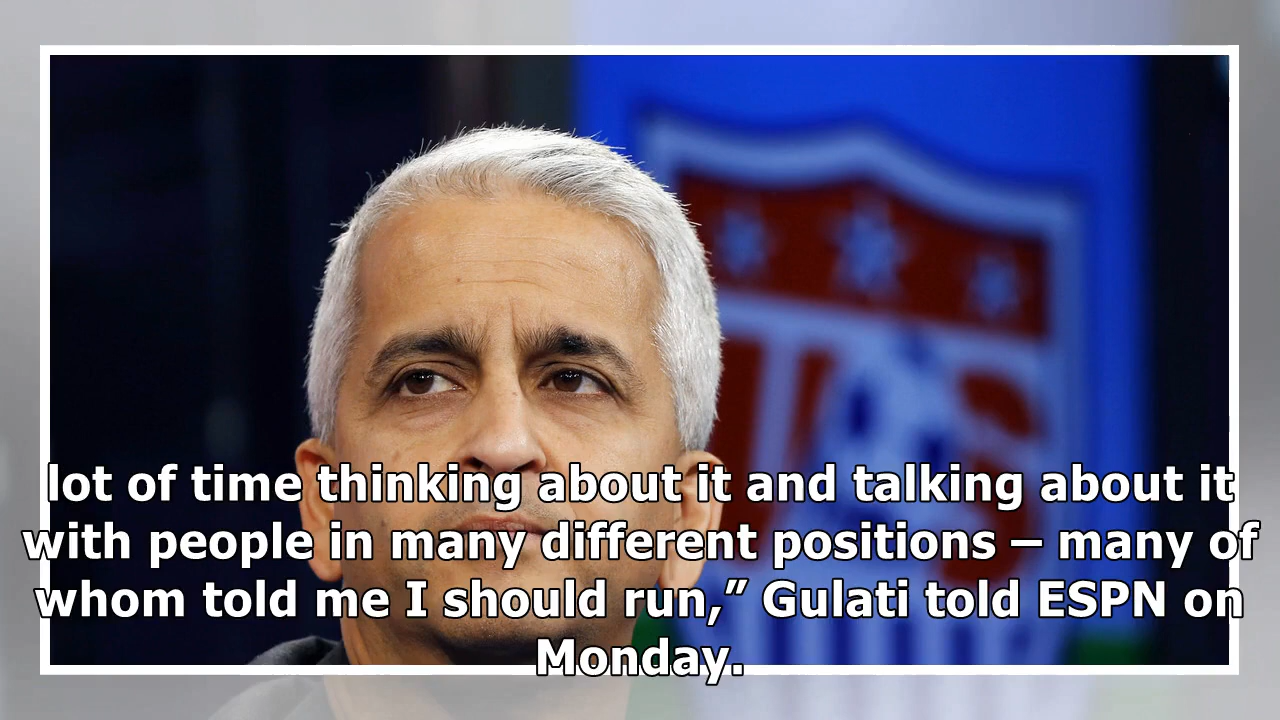 lot of time thinking about it and talking about it
with people in many different positions – many of
whom told me I should run,” Gulati told ESPN on
Monday.